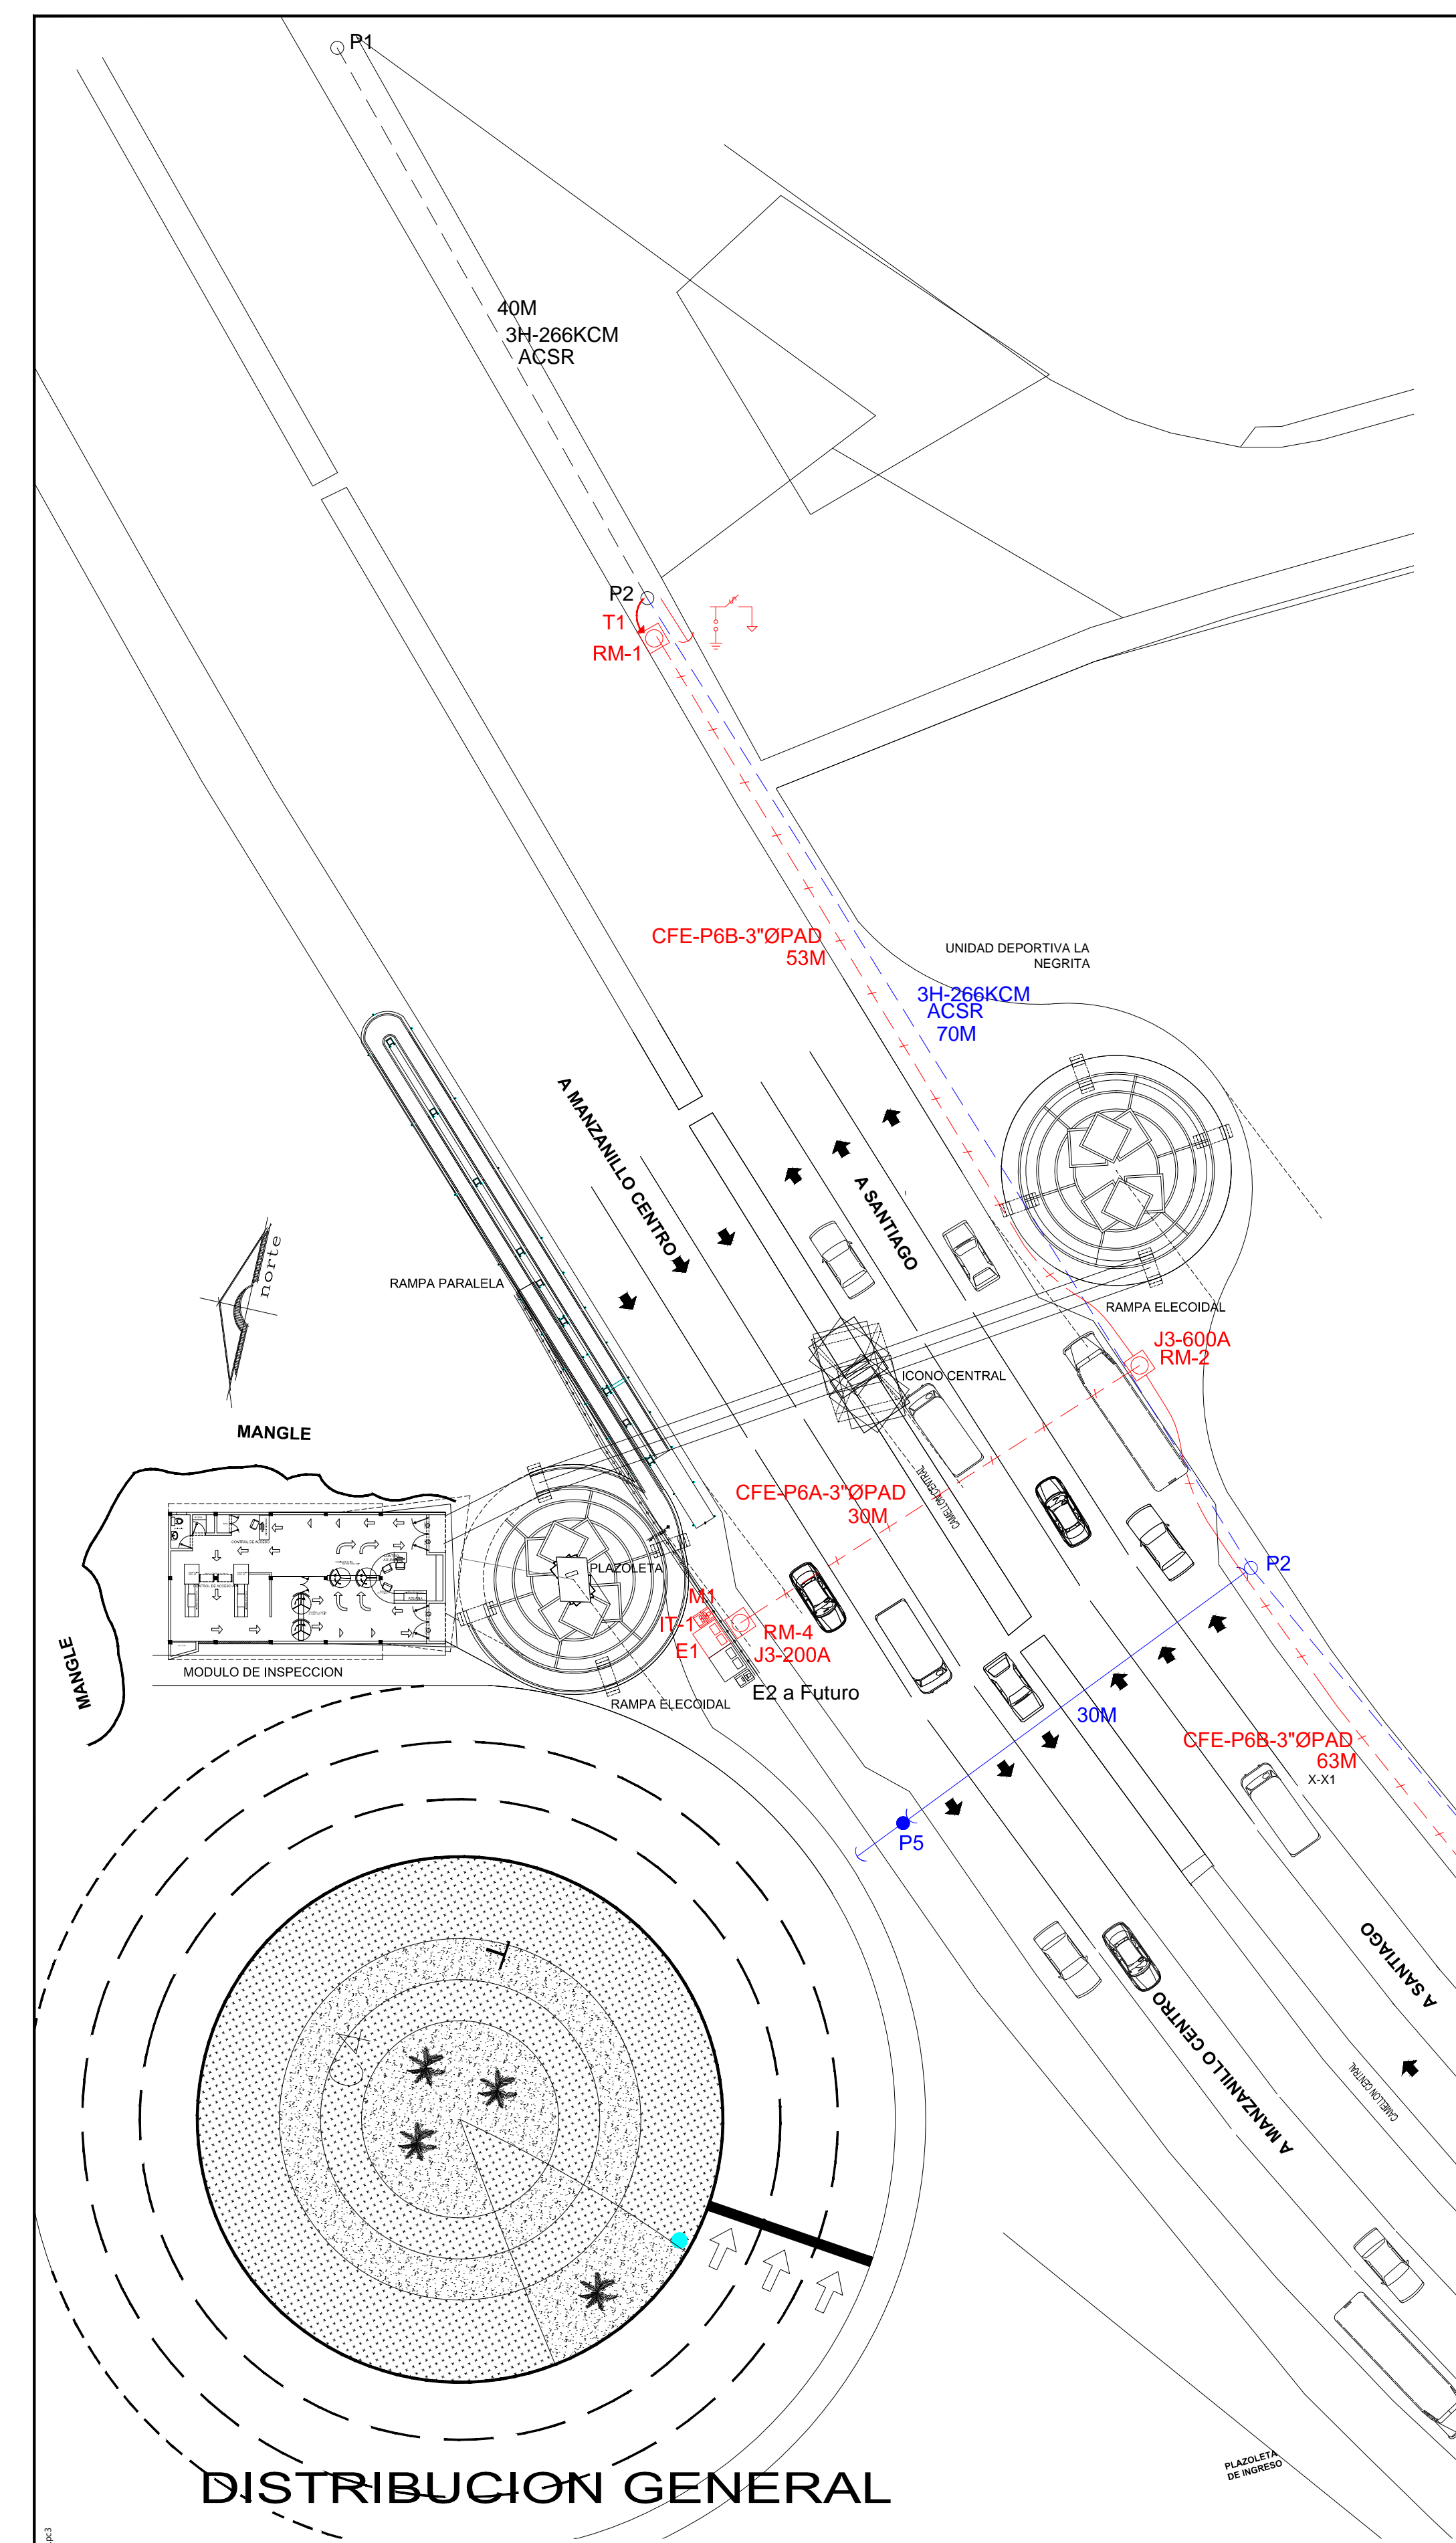 P1
40M
3H-266KCM
ACSR
P2
T1
RM-1
CFE-P6B-3"ØPAD
53M
UNIDAD DEPORTIVA LA
NEGRITA
3H-266KCM
ACSR
70M
A MANZANILLO CENTRO
A SANTIAGO
norte
RAMPA PARALELA
RAMPA ELECOIDAL
J3-600A
RM-2
ICONO CENTRAL
MANGLE
CAMELLON CENTRAL
CFE-P6A-3"ØPAD
30M
CONTROL DE ACCESO
PLAZOLETA
P2
M1
IT-1
E1
RM-4
J3-200A
MANGLE
MODULO DE INSPECCION
E2 a Futuro
RAMPA ELECOIDAL
30M
CFE-P6B-3"ØPAD
63M
X-X1
P5
A SANTIAGO
A MANZANILLO CENTRO
CAMELLON CENTRAL
PLAZOLETA
DE INGRESO
DISTRIBUCION GENERAL
pc3